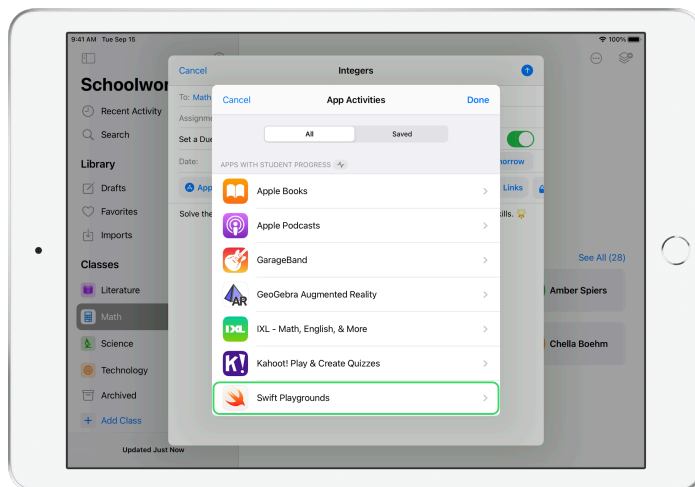 9:41 AM Tue Sep 15
100%
Schoolwor
Recent Activity
Search
Library
Drafts
Favorites
Imports
Classes
Literature
Math
Science
Technology
Archived
Add Class
Updated Just Now
Cancel
Integers
To: Math
Assignme
Set a Due
Date:
orrow
App
Links
Solve the
kills.
Cancel
App Activities
Done
All
Saved
APPS WITH STUDENT PROGRESS
Apple Books
Apple Podcasts
GarageBand
AR
GeoGebra Augmented Reality
IXL
IXL - Math, English, & More
K!
Kahoot! Play & Create Quizzes
Swift Playgrounds
See All (28)
Amber Spiers
Chella Boehm